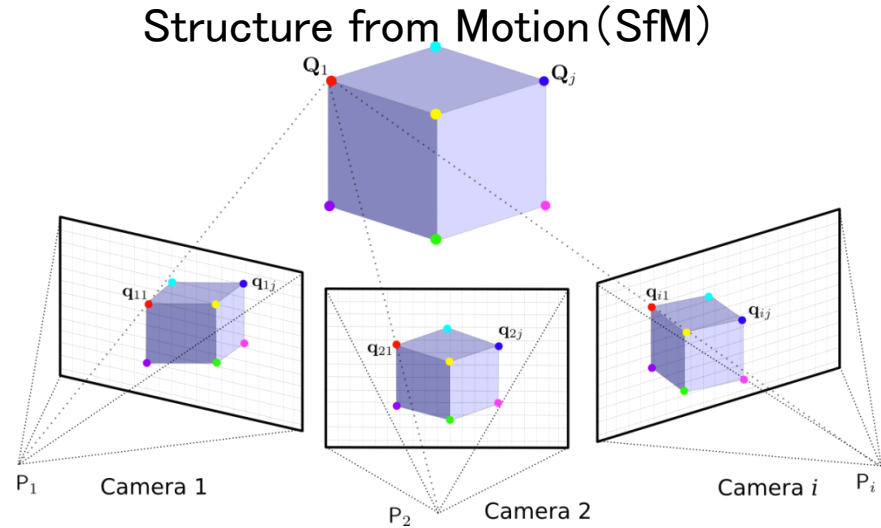 Structure from Motion（SfM）
Q1
Qj
q11
q1j
q21
q2j
qi1
qij
P1
Camera 1
P2
Camera 2
Camera i
Pi